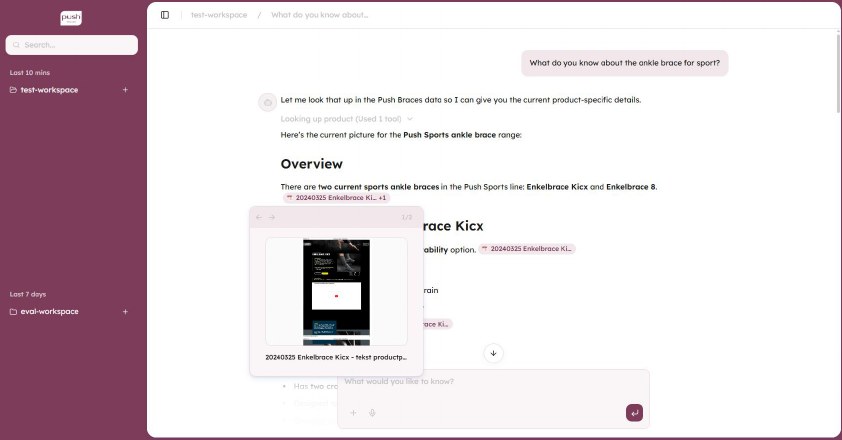 push
Search...
Last 10 mins
test-workspace
Last 7 days
eval-workspace
test-workspace / What do you know about...
What do you know about the ankle brace for sport?
Let me look that up in the Push Braces data so I can give you the current product-specific details.
Looking up product (Used 1 tool)
Here's the current picture for the Push Sports ankle brace range:
Overview
There are two current sports ankle braces in the Push Sports line: Enkelbrace Kicx and Enkelbrace 8.
20240325 Enkelbrace Ki... +1
1/3
20240325 Enkelbrace Kicx - tekst productp...
race Kicx
ability option. 20240325 Enkelbrace Ki...
rain
race Ki...
Has two cro
What would you like to know?